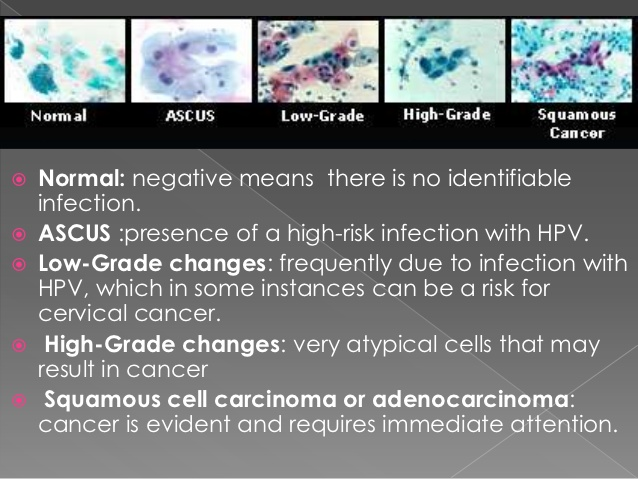 Normal
ASCUS
Low-Grade
High-Grade
Squamous
Cancer
Normal: negative means there is no identifiable
infection.
ASCUS :presence of a high-risk infection with HPV.
Low-Grade changes: frequently due to infection with
HPV, which in some instances can be a risk for
cervical cancer.
High-Grade changes: very atypical cells that may
result in cancer
Squamous cell carcinoma or adenocarcinoma:
cancer is evident and requires immediate attention.